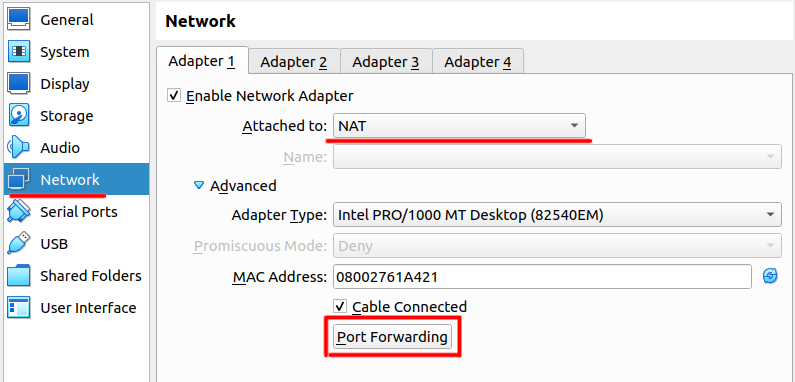 General
System
Display
Storage
Audio
Network
Serial Ports
USB
Shared Folders
User Interface
Network
Adapter 1 Adapter 2 Adapter 3 Adapter 4
Enable Network Adapter
Attached to: NAT
Name:
Advanced
Adapter Type: Intel PRO/1000 MT Desktop (82540EM)
Promiscuous Mode: Deny
MAC Address: 08002761A421
Cable Connected
Port Forwarding